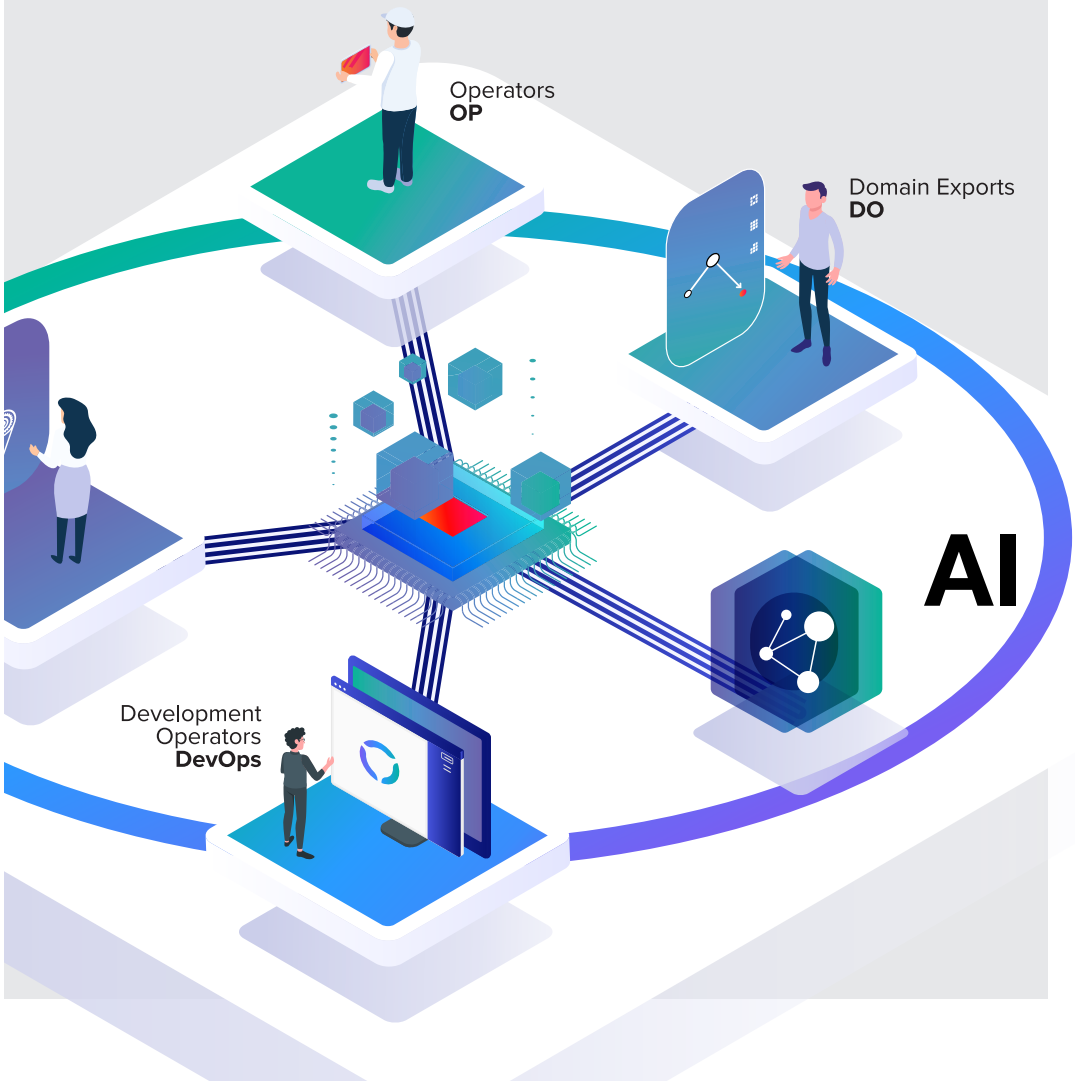 Operators
OP
Domain Exports
DO
AI
Development
Operators
DevOps